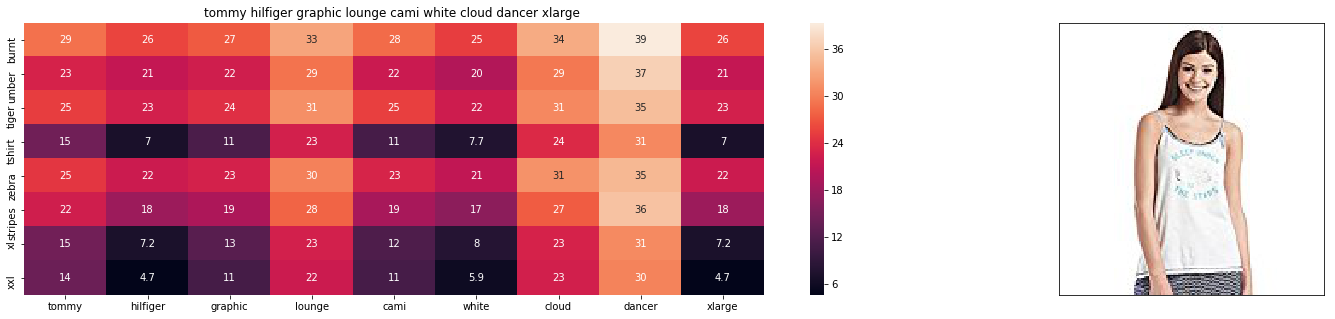 tommy hilfiger graphic lounge cami white cloud dancer xlarge
burnt 29 26 27 33 28 25 34 39 26
umber 23 21 22 29 22 20 29 37 21
tiger 25 23 24 31 25 22 31 35 23
tshirt 15 7 11 23 11 7.7 24 31 7
zebra 25 22 23 30 23 21 31 35 22
stripes 22 18 19 28 19 17 27 36 18
xl 15 7.2 13 23 12 8 23 31 7.2
xxl 14 4.7 11 22 11 5.9 23 30 4.7
tommy hilfiger graphic lounge cami white cloud dancer xlarge
36
30
24
18
12
6
SLEEP UNDER
THE STARS